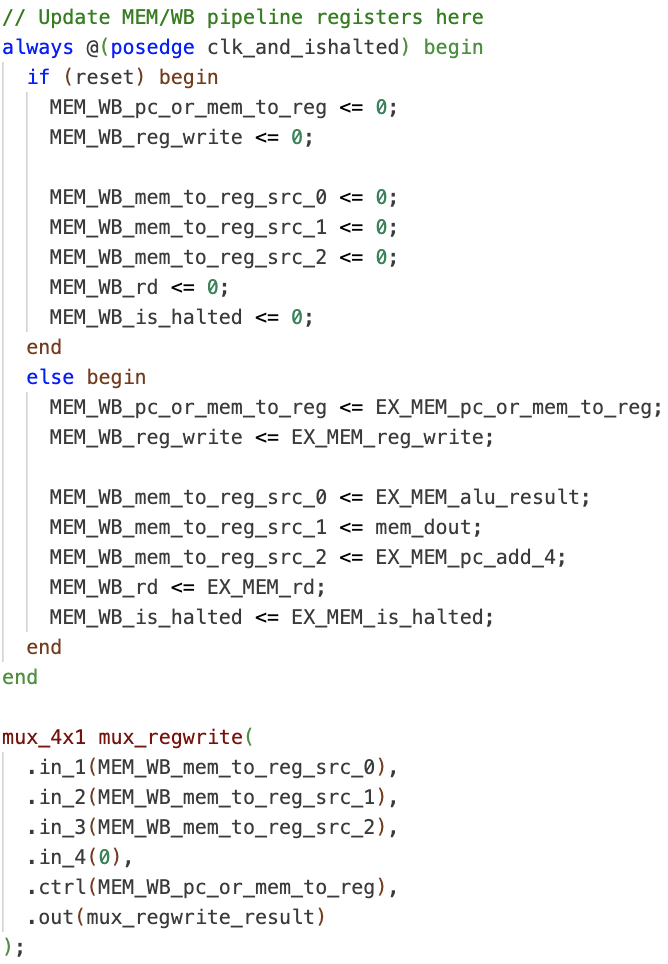 // Update MEM/WB pipeline registers here
always @(posedge clk_and_ishalted) begin
  if (reset) begin
    MEM_WB_pc_or_mem_to_reg <= 0;
    MEM_WB_reg_write <= 0;

    MEM_WB_mem_to_reg_src_0 <= 0;
    MEM_WB_mem_to_reg_src_1 <= 0;
    MEM_WB_mem_to_reg_src_2 <= 0;
    MEM_WB_rd <= 0;
    MEM_WB_is_halted <= 0;
  end
  else begin
    MEM_WB_pc_or_mem_to_reg <= EX_MEM_pc_or_mem_to_reg;
    MEM_WB_reg_write <= EX_MEM_reg_write;

    MEM_WB_mem_to_reg_src_0 <= EX_MEM_alu_result;
    MEM_WB_mem_to_reg_src_1 <= mem_dout;
    MEM_WB_mem_to_reg_src_2 <= EX_MEM_pc_add_4;
    MEM_WB_rd <= EX_MEM_rd;
    MEM_WB_is_halted <= EX_MEM_is_halted;
  end
end

mux_4x1 mux_regwrite(
  .in_1(MEM_WB_mem_to_reg_src_0),
  .in_2(MEM_WB_mem_to_reg_src_1),
  .in_3(MEM_WB_mem_to_reg_src_2),
  .in_4(0),
  .ctrl(MEM_WB_pc_or_mem_to_reg),
  .out(mux_regwrite_result)
);